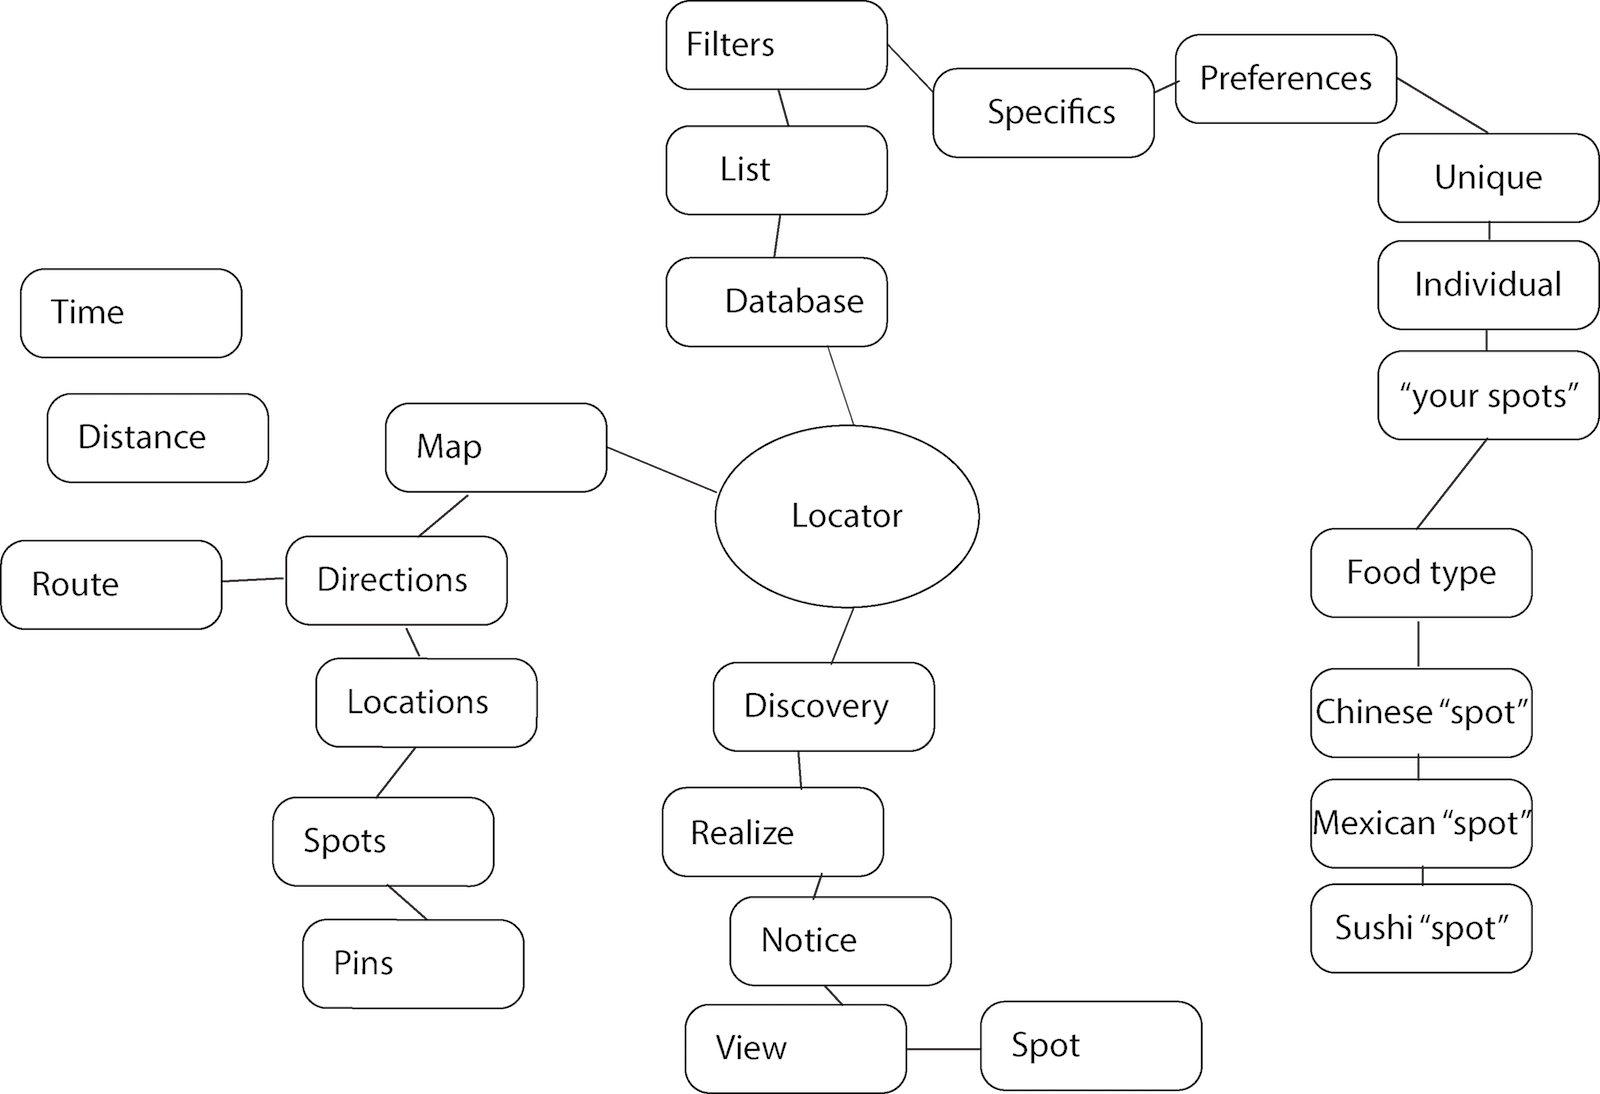 Filters
Specifics
Preferences
List
Unique
Database
Individual
Time
"your spots"
Distance
Map
Locator
Food type
Route
Directions
Locations
Discovery
Chinese "spot"
Spots
Realize
Mexican "spot"
Pins
Notice
Sushi "spot"
View
Spot